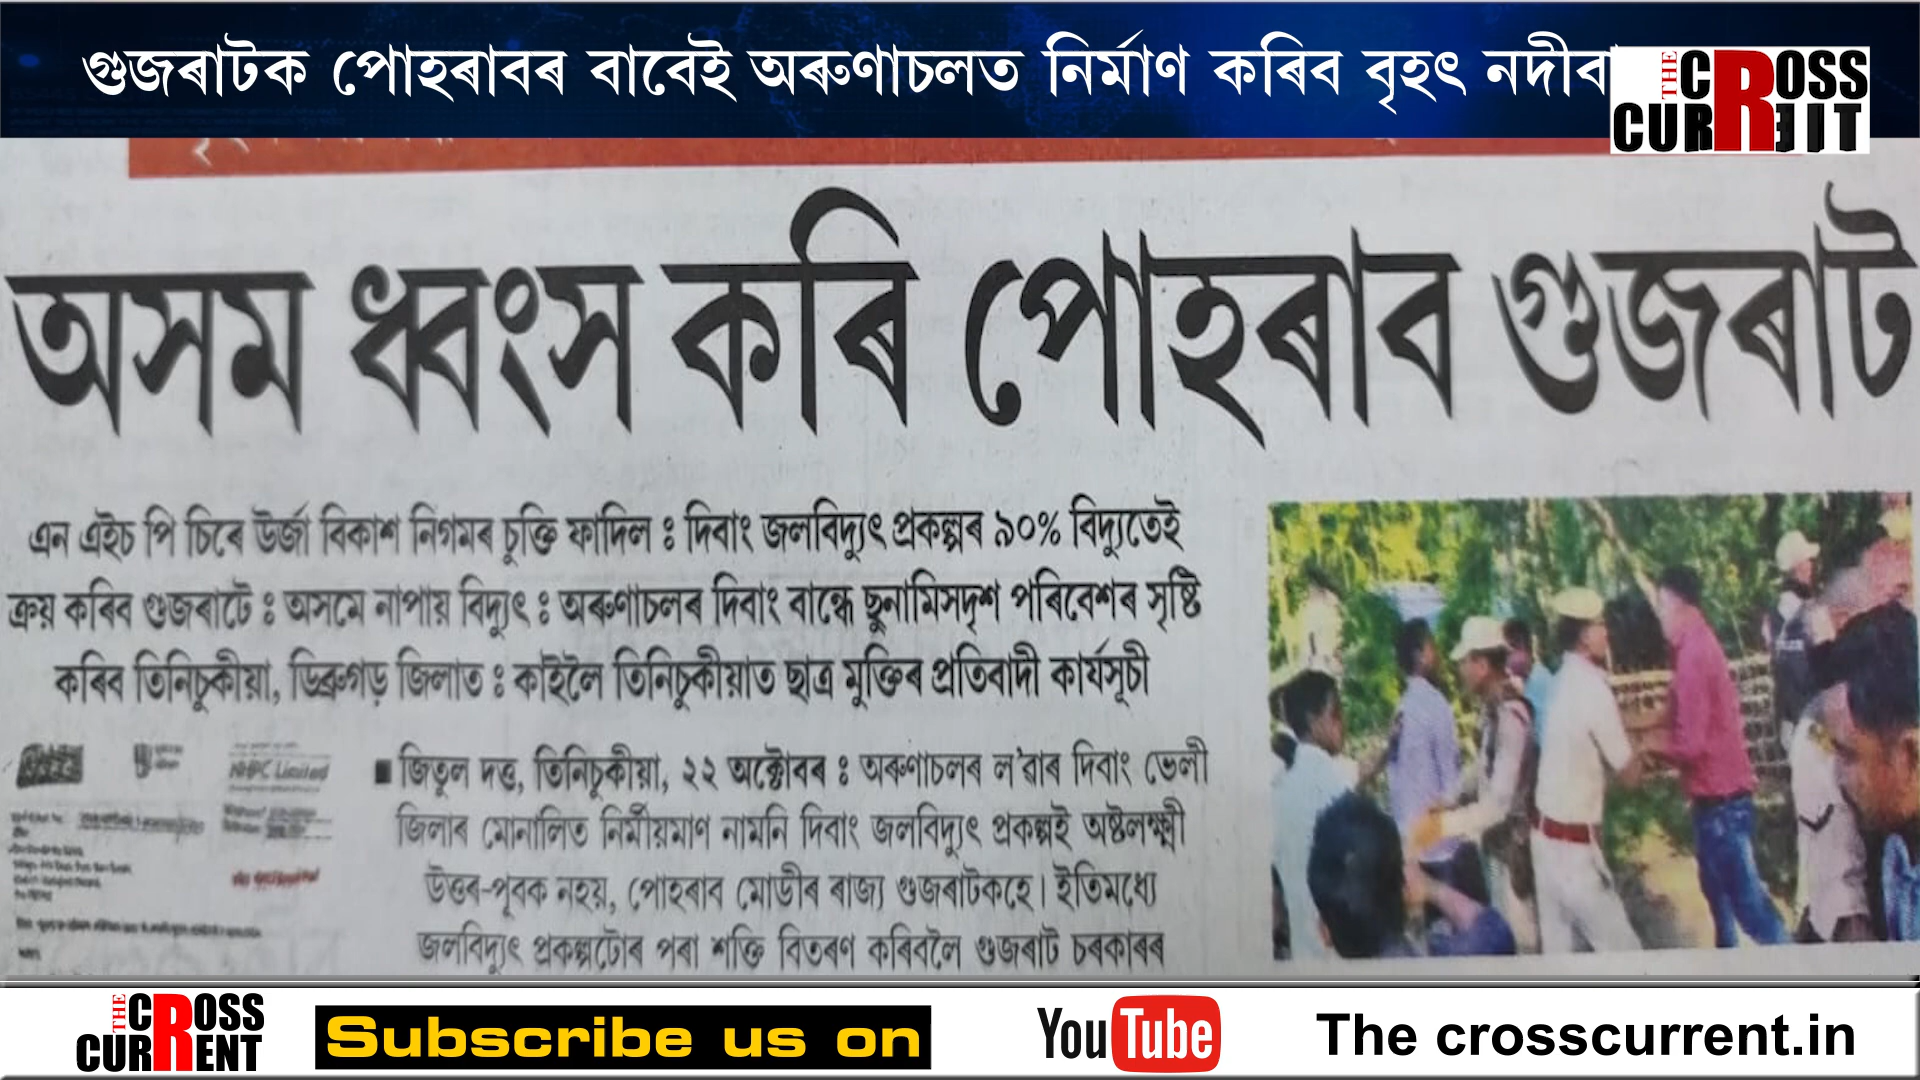 গুজৰাটক পোহৰাবৰ বাবেই অৰুণাচলত নিৰ্মাণ কৰিব বৃহৎ
THE CROSS
CURRENT
অসম ধ্বংস কৰি পোহৰাব গুজৰাট
এন এইচ পি চিৰে উৰ্জা বিকাশ নিগমৰ চুক্তি ফাদিল : দিবাং জলবিদ্যুৎ প্ৰকল্পৰ ৯০% বিদ্যুতেই
ক্ৰয় কৰিব গুজৰাটে : অসমে নাপায় বিদ্যুৎ : অৰুণাচলৰ দিবাং বান্ধে ছুনামিসদৃশ পৰিবেশৰ সৃষ্টি
কৰিব তিনিচুকীয়া, ডিব্ৰুগড় জিলাত : কাইলৈ তিনিচুকীয়াত ছাত্ৰ মুক্তিৰ প্ৰতিবাদী কাৰ্যসূচী
NHPC Limited
■ জিতুল দত্ত, তিনিচুকীয়া, ২২ অক্টোবৰ : অৰুণাচলৰ ল'ৱাৰ দিবাং ভেলী
জিলাৰ মোনালিত নিৰ্মীয়মাণ নামনি দিবাং জলবিদ্যুৎ প্ৰকল্পই অষ্টলক্ষ্মী
উত্তৰ-পূবক নহয়, পোহৰাব মোডীৰ ৰাজ্য গুজৰাটকহে। ইতিমধ্যে
জলবিদ্যুৎ প্ৰকল্পটোৰ পৰা শক্তি বিতৰণ কৰিবলৈ গুজৰাট চৰকাৰৰ
THE CROSS
CURRENT
Subscribe us on
YouTube
The crosscurrent.in